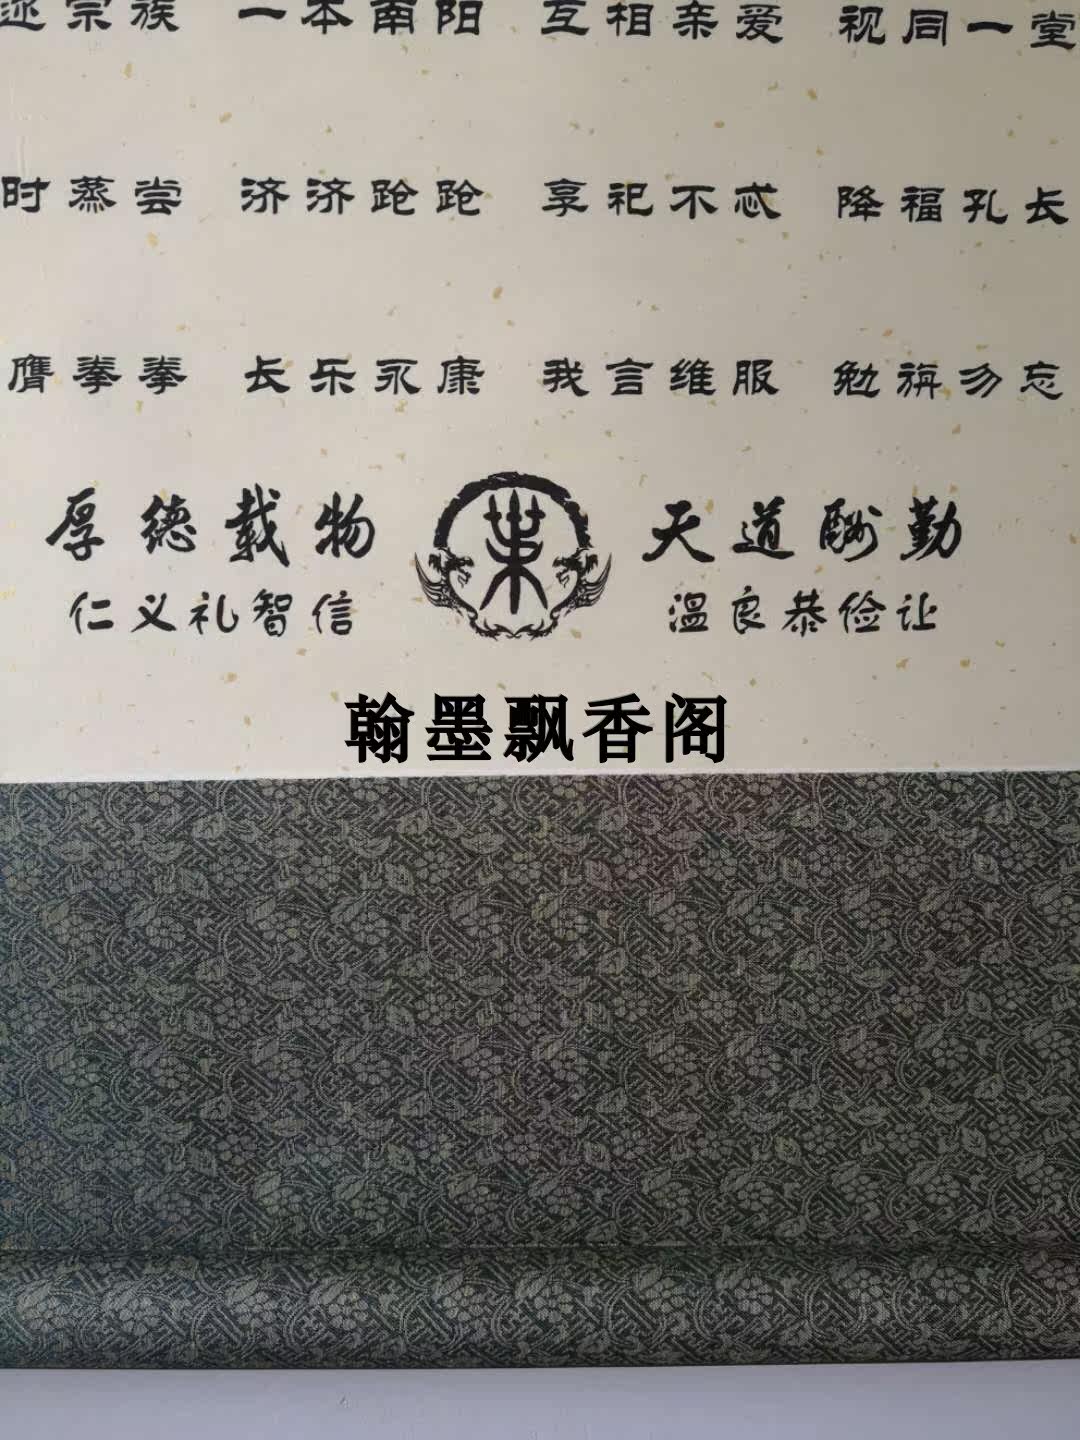 宗族 一本南阳 互相亲爱 视同一堂
时蒸尝 济济跄跄 享祀不忒 降福孔长
膺拳拳 长乐永康 我言维服 勉旃勿忘
厚德载物 天道酬勤
仁义礼智信 温良恭俭让
翰墨飘香阁